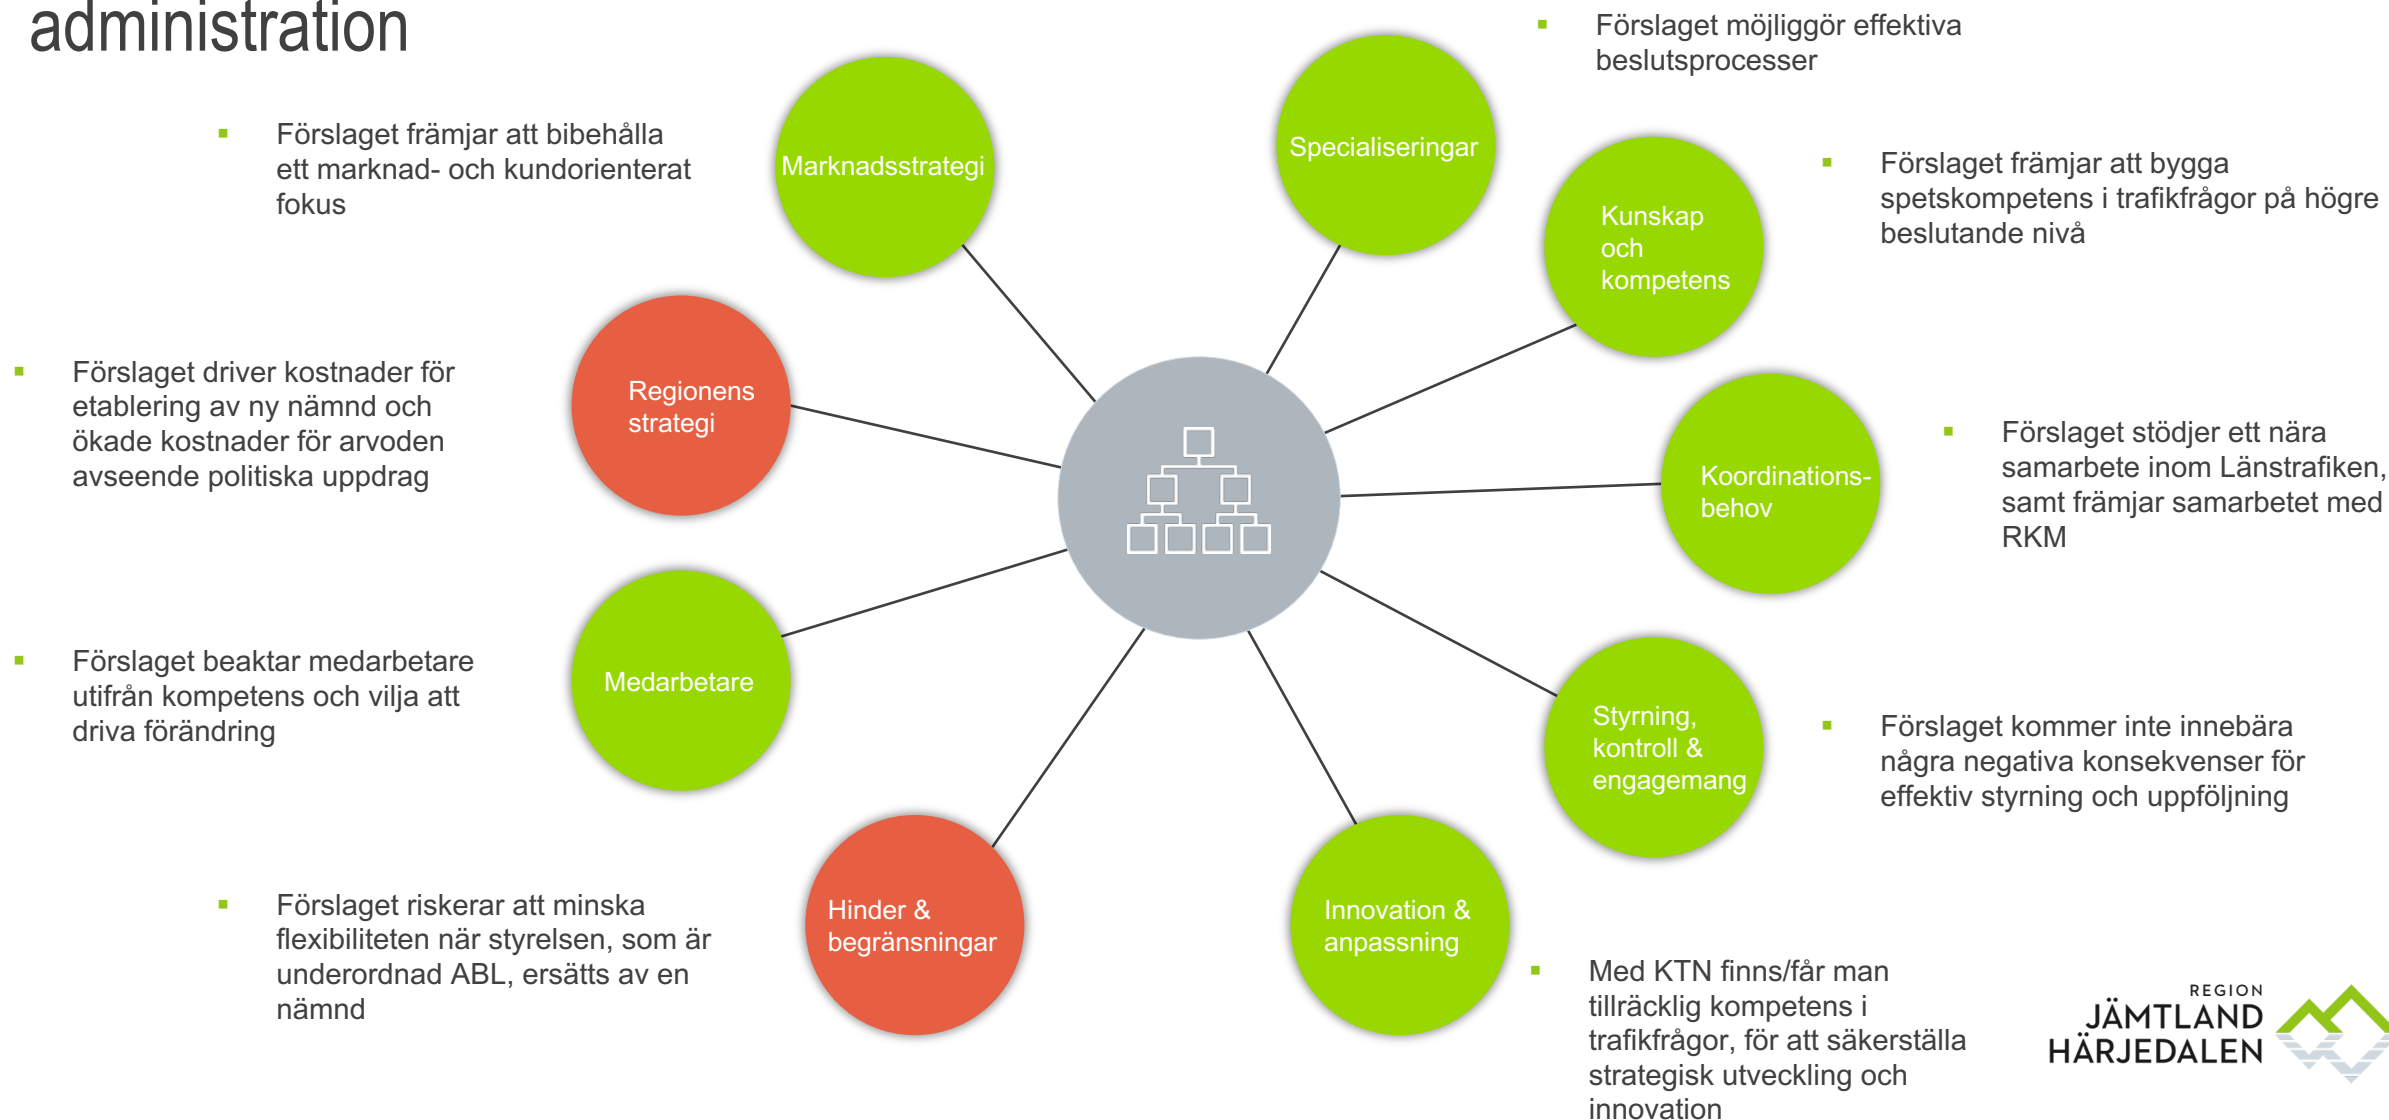 administration
Förslaget främjar att bibehålla
ett marknad- och kundorienterat
fokus
Marknadsstrategi
Specialiseringar
Förslaget möjliggör effektiva
beslutsprocesser
Kunskap
och
kompetens
Förslaget främjar att bygga
spetskompetens i trafikfrågor på högre
beslutande nivå
Förslaget driver kostnader för
etablering av ny nämnd och
ökade kostnader för arvoden
avseende politiska uppdrag
Regionens
strategi
Koordinations-
behov
Förslaget stödjer ett nära
samarbete inom Länstrafiken,
samt främjar samarbetet med
RKM
Förslaget beaktar medarbetare
utifrån kompetens och vilja att
driva förändring
Medarbetare
Styrning,
kontroll &
engagemang
Förslaget kommer inte innebära
några negativa konsekvenser för
effektiv styrning och uppföljning
Förslaget riskerar att minska
flexibiliteten när styrelsen, som är
underordnad ABL, ersätts av en
nämnd
Hinder &
begränsningar
Innovation &
anpassning
Med KTN finns/får man
tillräcklig kompetens i
trafikfrågor, för att säkerställa
strategisk utveckling och
innovation
REGION
JÄMTLAND
HÄRJEDALEN